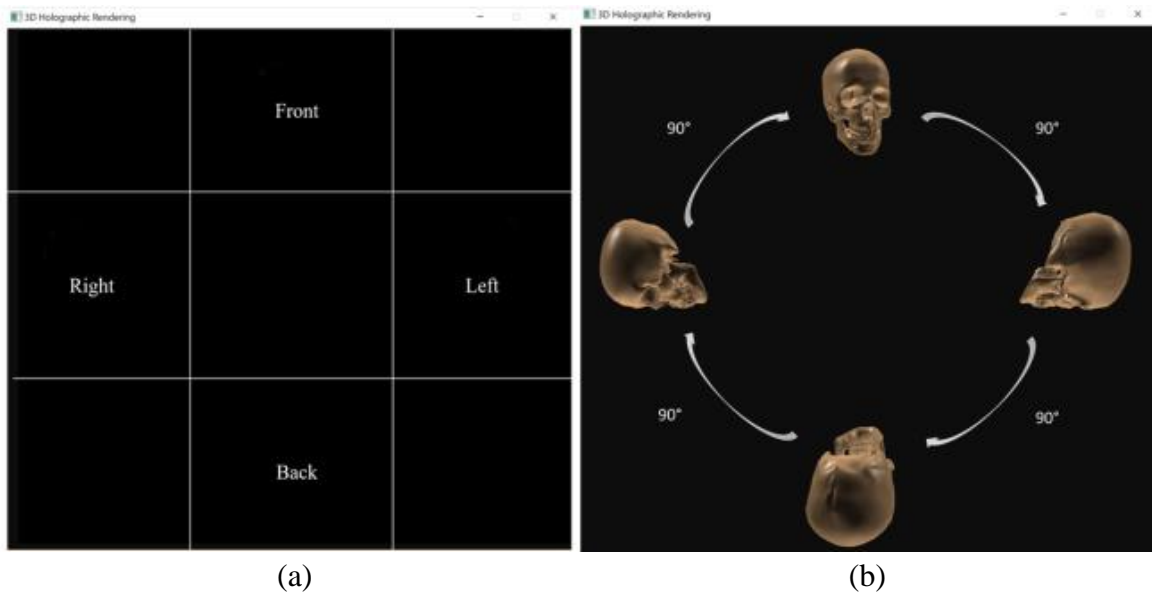 3D Holographic Rendering
Front
Right
Left
Back
(a)
3D Holographic Rendering
90°
90°
90°
90°
(b)